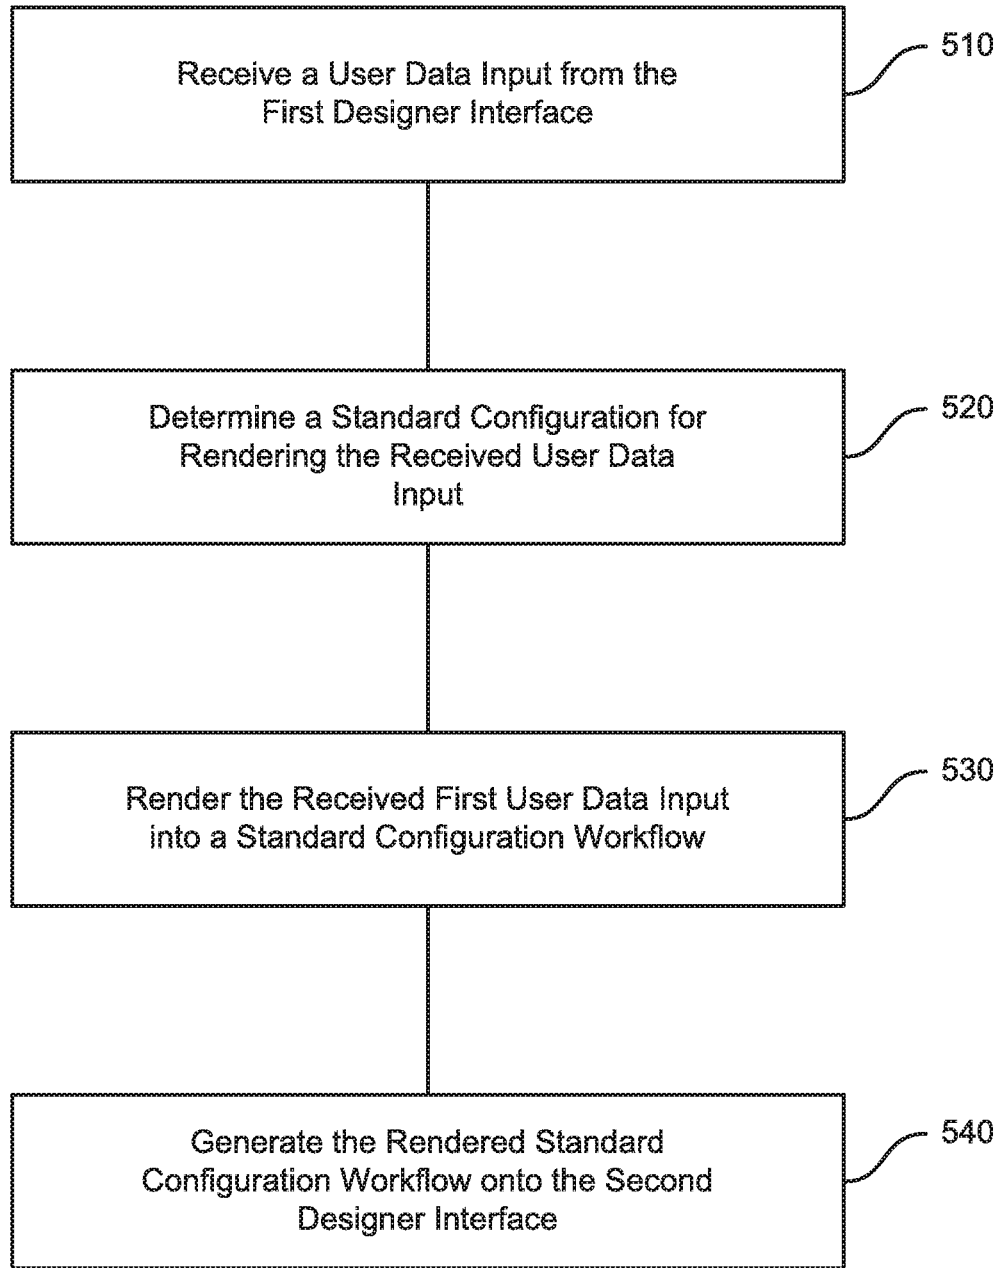 Receive a User Data Input from the
First Designer Interface
510
Determine a Standard Configuration for
Rendering the Received User Data
Input
520
Render the Received First User Data Input
into a Standard Configuration Workflow
530
Generate the Rendered Standard
Configuration Workflow onto the Second
Designer Interface
540